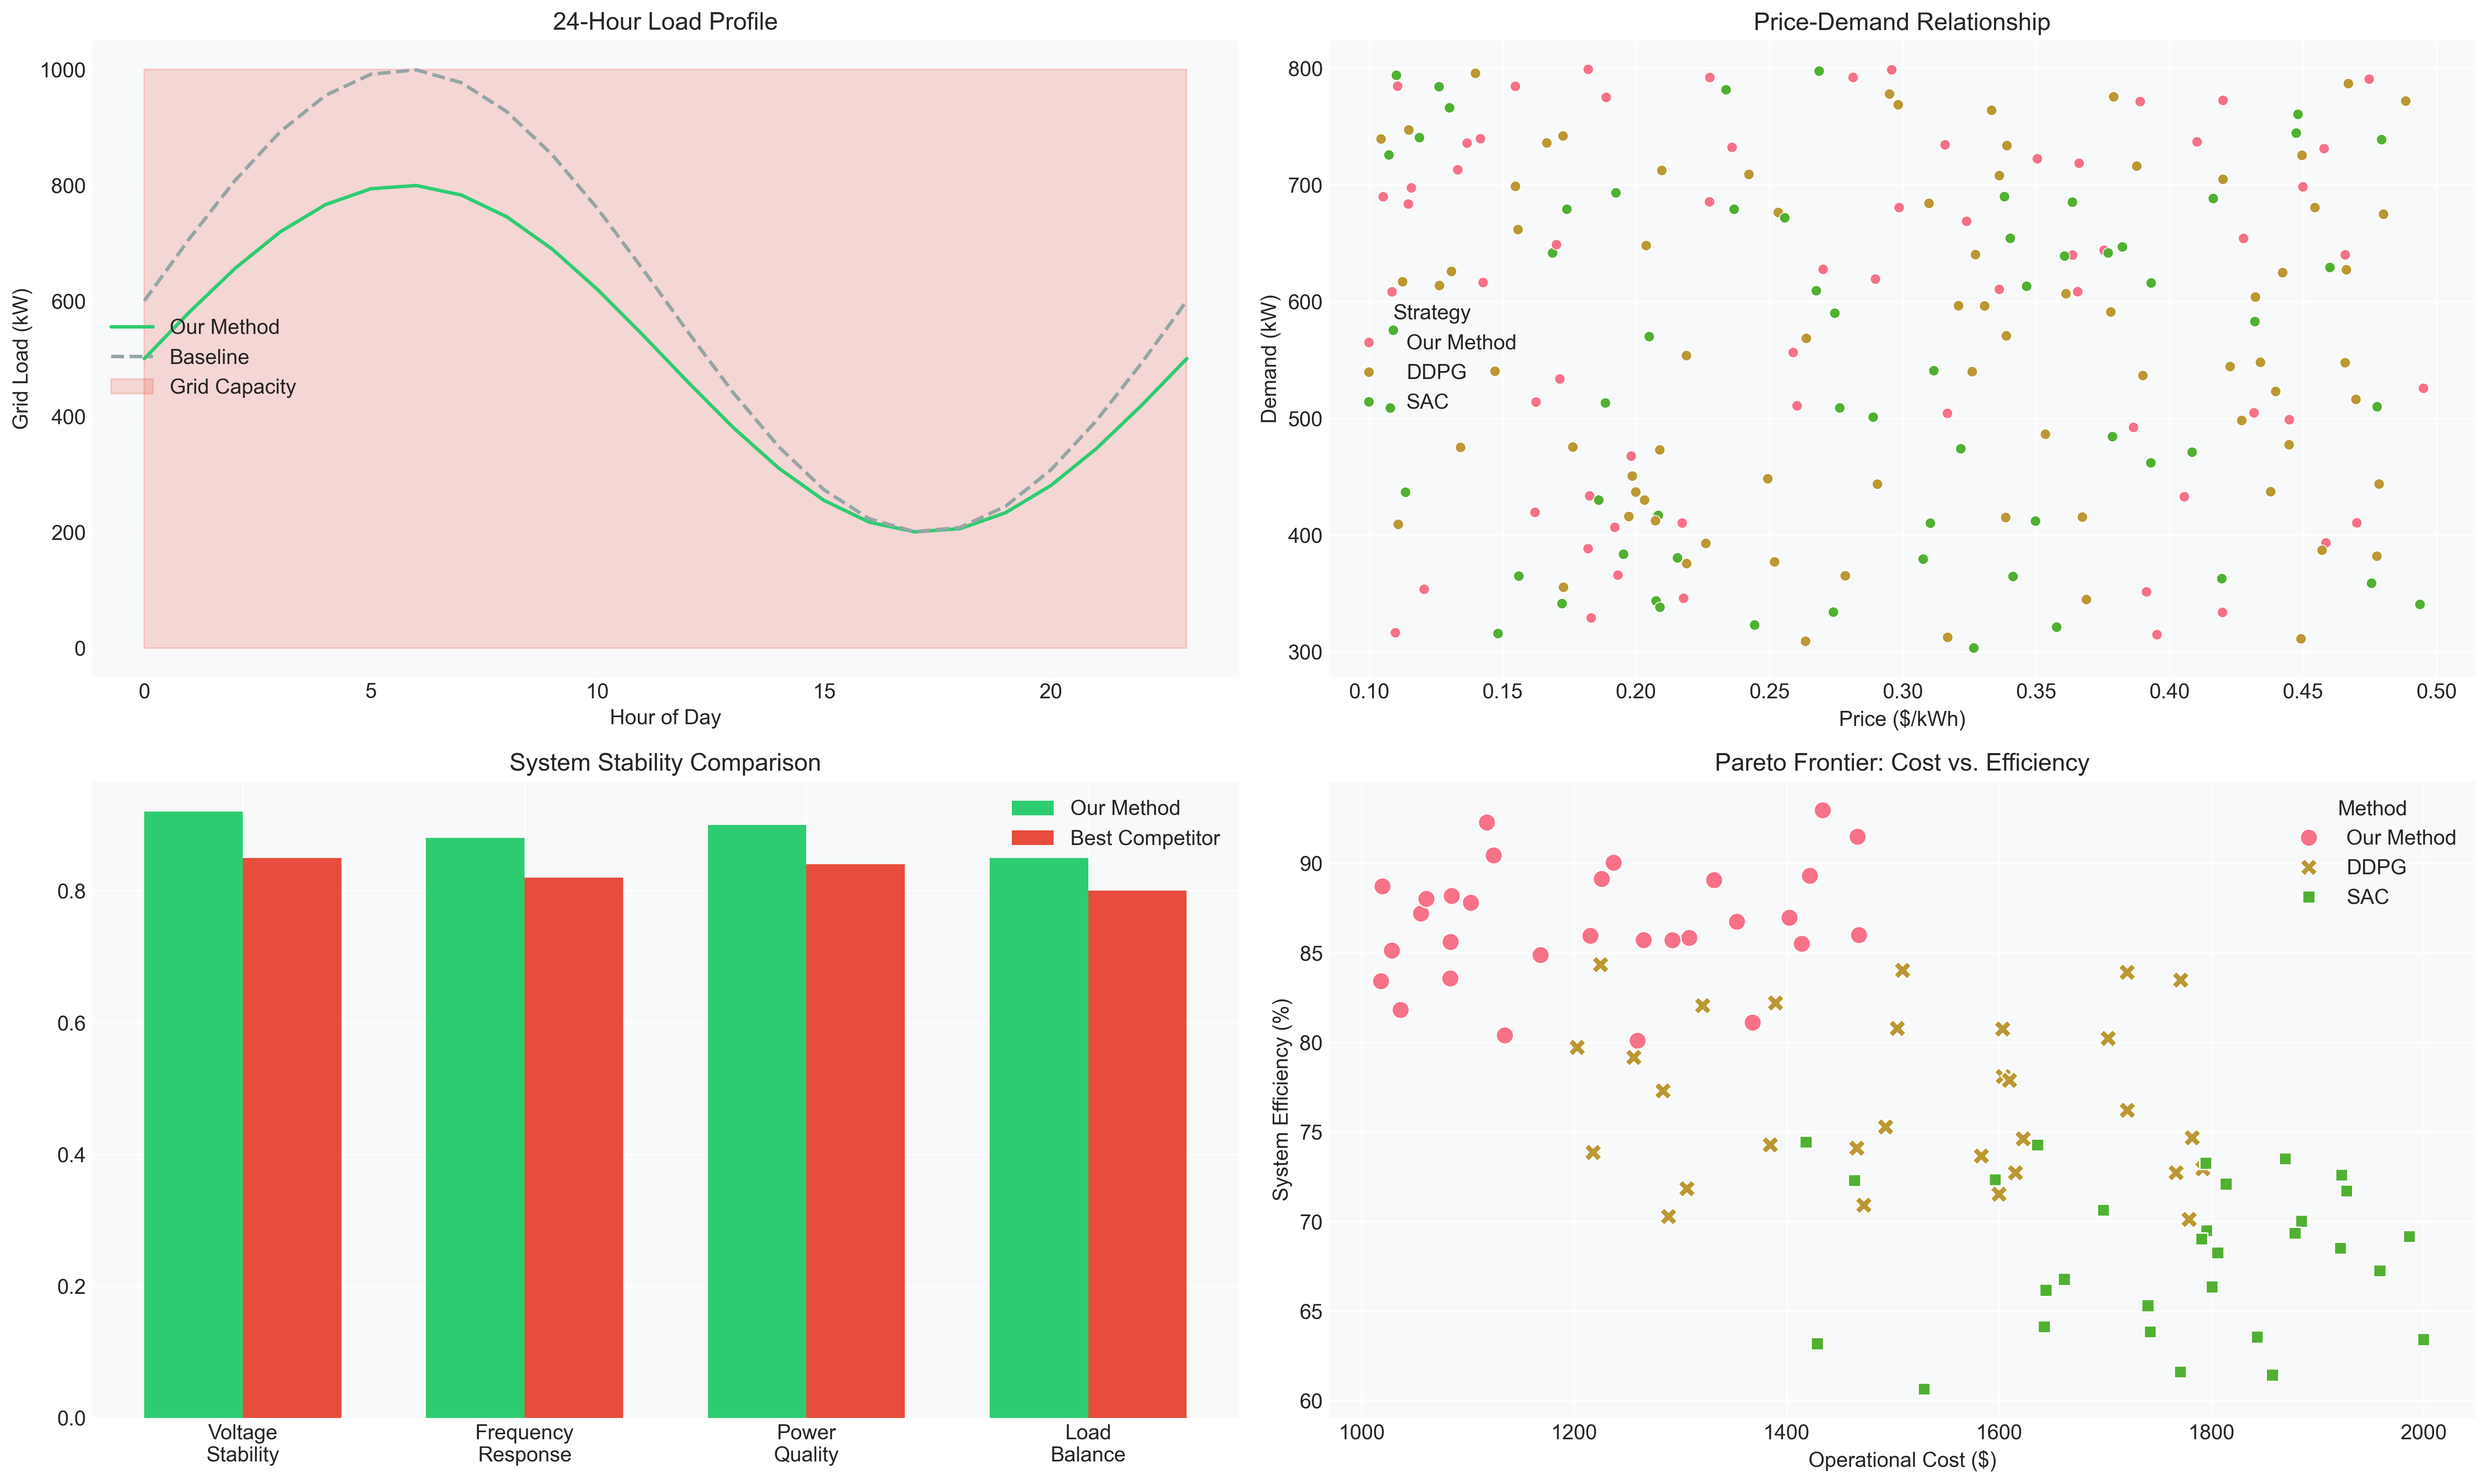 24-Hour Load Profile
Grid Load (kW)
1000
800
600
400
200
0
Our Method
Baseline
Grid Capacity
0 5 10 15 20
Hour of Day
Price-Demand Relationship
Demand (kW)
800
700
600
500
400
300
Strategy
Our Method
DDPG
SAC
0.10 0.15 0.20 0.25 0.30 0.35 0.40 0.45 0.50
Price ($/kWh)
System Stability Comparison
0.8
0.6
0.4
0.2
0.0
Our Method
Best Competitor
Voltage Stability
Frequency Response
Power Quality
Load Balance
Pareto Frontier: Cost vs. Efficiency
System Efficiency (%)
90
85
80
75
70
65
60
Method
Our Method
DDPG
SAC
1000 1200 1400 1600 1800 2000
Operational Cost ($)